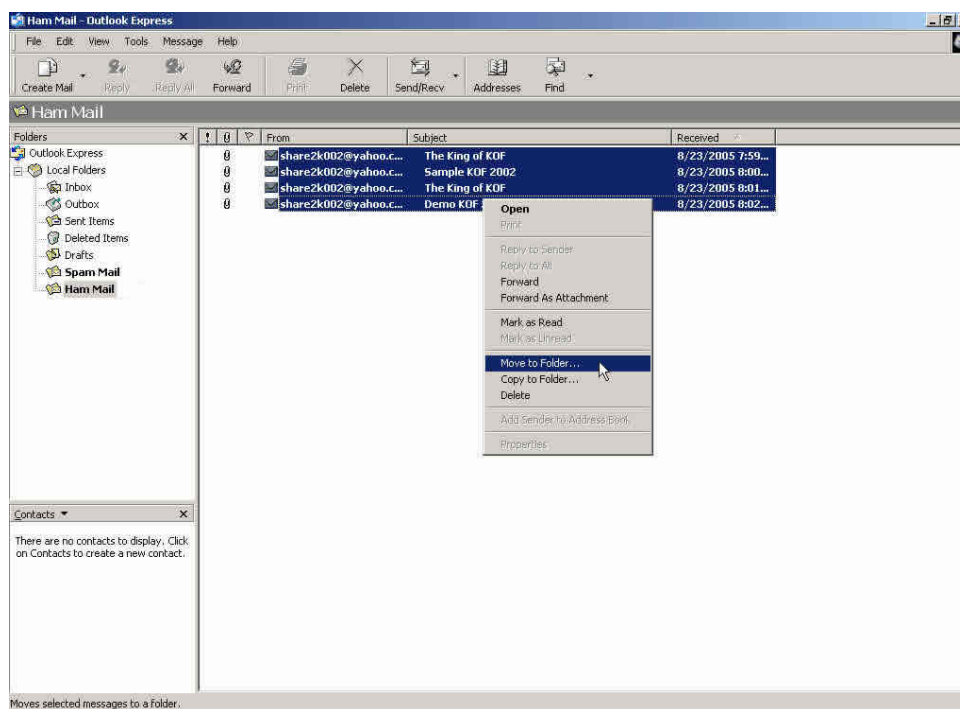 Ham Mail - Outlook Express
File Edit View Tools Message Help
Create Mail Reply Reply All Forward Print Delete Send/Recv Addresses Find
Ham Mail
Folders x ! From Subject Received
Outlook Express
Local Folders
Inbox
Outbox
Sent Items
Deleted Items
Drafts
Spam Mail
Ham Mail
share2k002@yahoo.c... The King of KOF 8/23/2005 7:59...
share2k002@yahoo.c... Sample KOF 2002 8/23/2005 8:00...
share2k002@yahoo.c... The King of KOF 8/23/2005 8:01...
share2k002@yahoo.c... Demo KOF 8/23/2005 8:02...
Open
Print
Reply to Sender
Reply to All
Forward
Forward As Attachment
Mark as Read
Mark as Unread
Move to Folder...
Copy to Folder...
Delete
Add Sender to Address Book
Properties
Contacts x
There are no contacts to display. Click
on Contacts to create a new contact.
Moves selected messages to a folder.